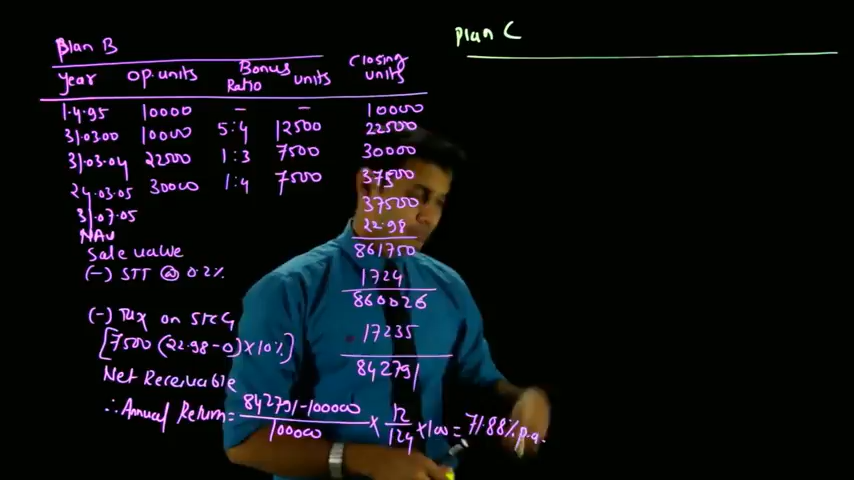 Plan B
Year Op. units Bonus Ratio units Closing units
1.4.95 10000 - - 10000
31.03.00 10000 5:4 12500 22500
31.03.04 22500 1:3 7500 30000
24.03.05 30000 1:4 7500 37500
31.07.05 37500
NAV 22.98
Sale value 861750
(-) STT @ 0.2% 1724
860026
(-) Tax on STCG 17235
[7500 (22.98-0) x 10%]
Net Receivable 842791
∴ Annual Return = 842791-100000 / 100000 x 12/124 x 100 = 71.88% p.a.
Plan C